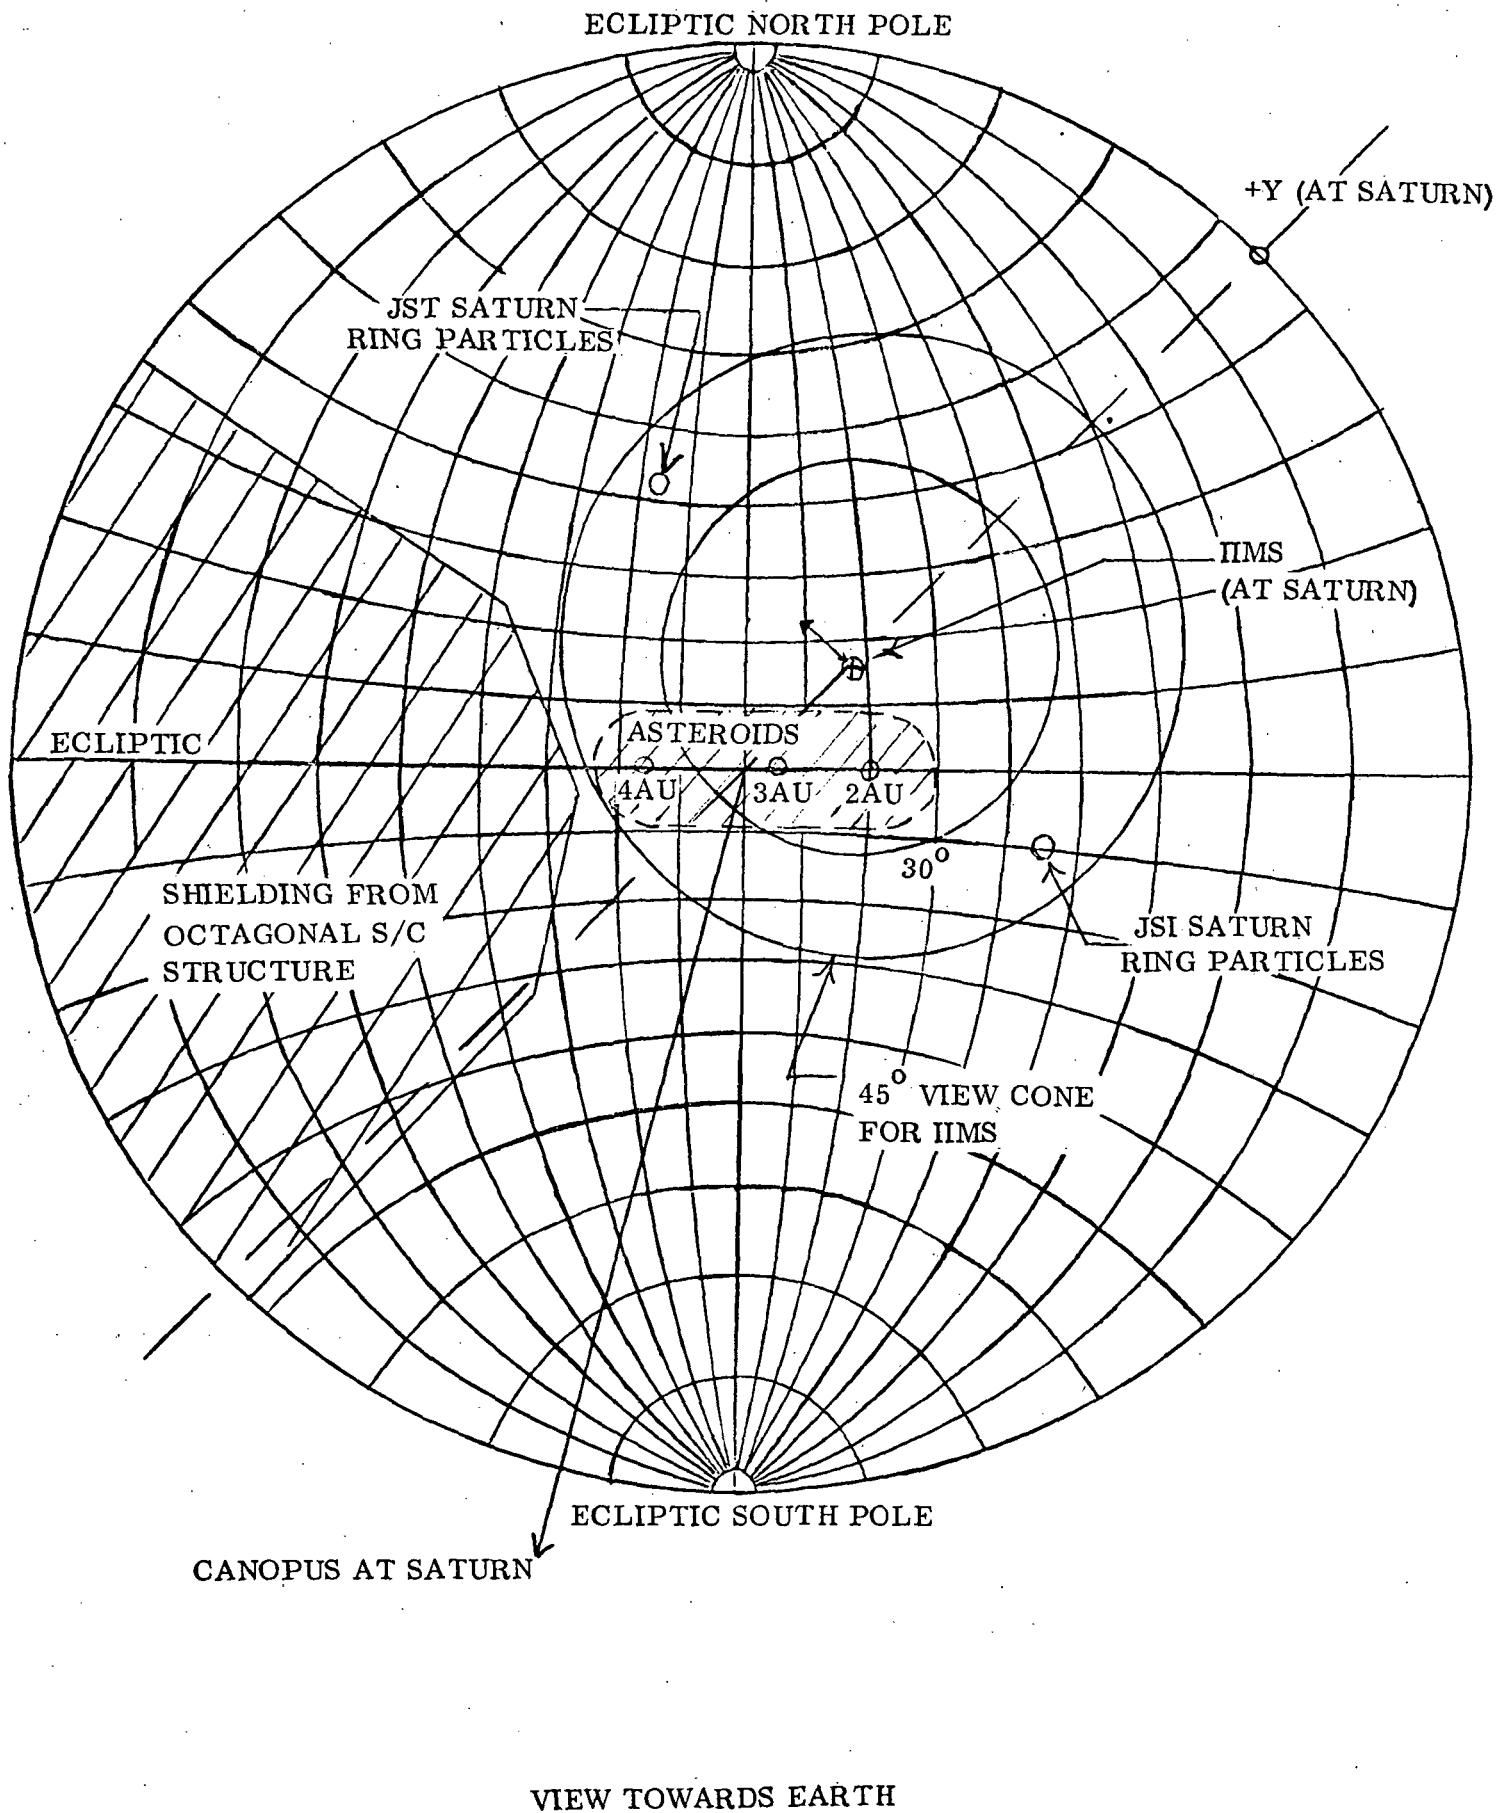 ECLIPTIC NORTH POLE
+Y (AT SATURN)
JST SATURN
RING PARTICLES
IIMS
(AT SATURN)
ECLIPTIC
ASTEROIDS
4AU
3AU
2AU
30°
SHIELDING FROM
OCTAGONAL S/C
STRUCTURE
JSI SATURN
RING PARTICLES
45° VIEW CONE
FOR IIMS
ECLIPTIC SOUTH POLE
CANOPUS AT SATURN
VIEW TOWARDS EARTH